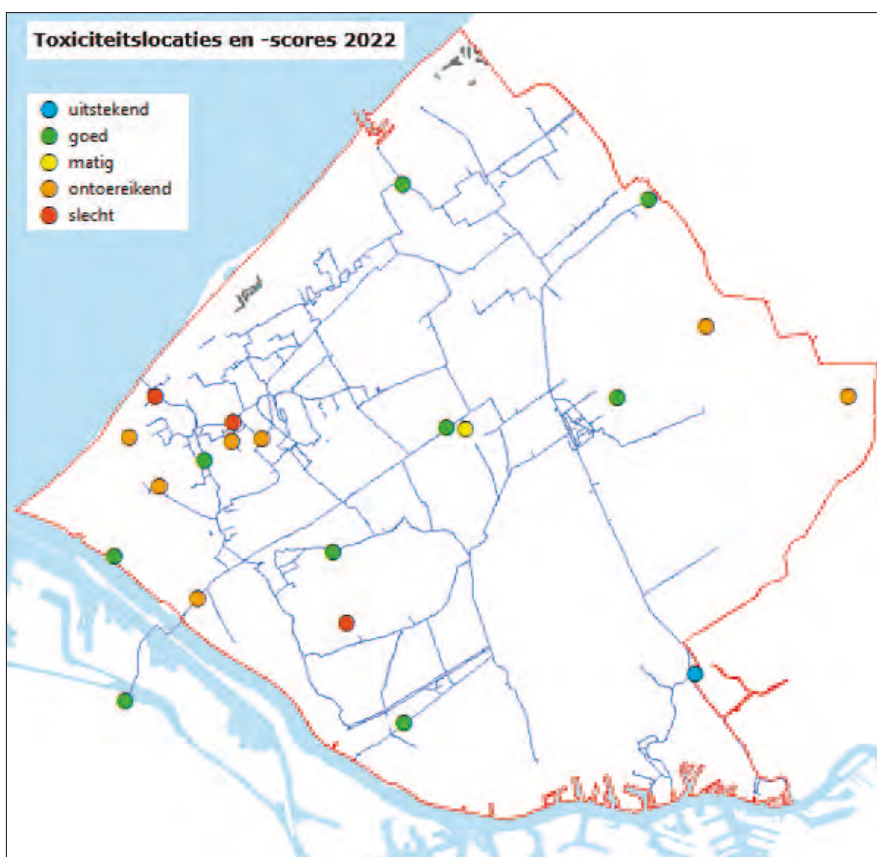 Toxiciteitslocaties en -scores 2022
uitstekend
goed
matig
ontoereikend
slecht